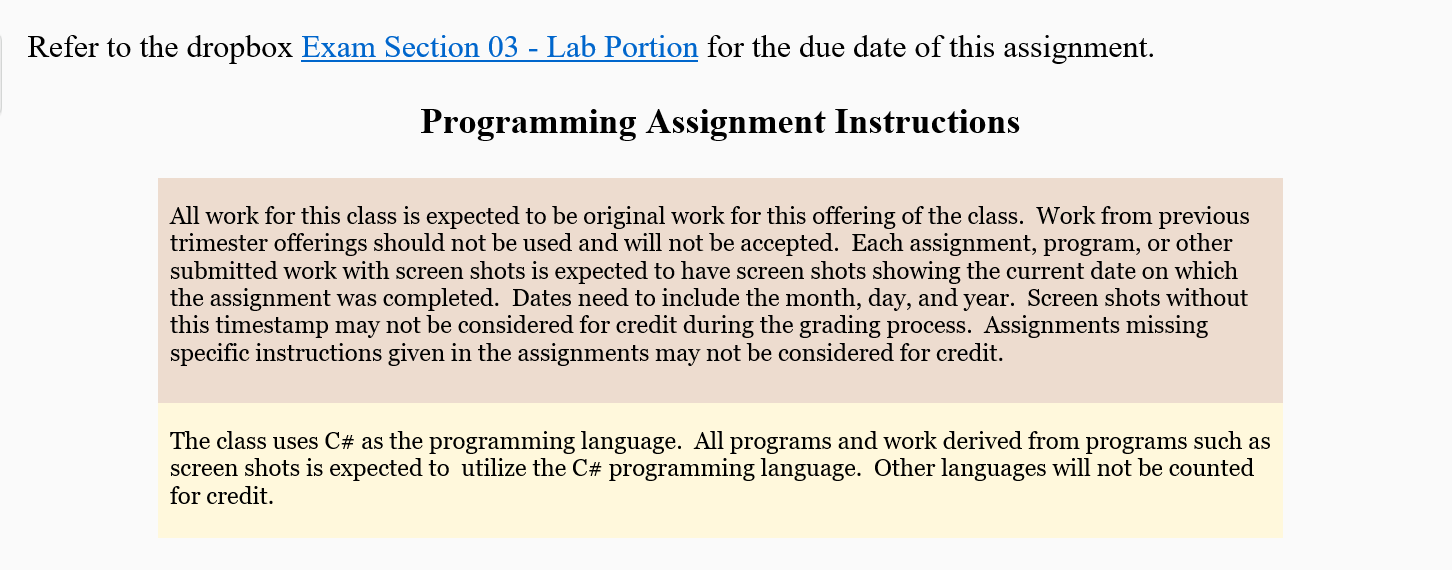 Refer to the dropbox Exam Section 03 - Lab Portion for the due date of this assignment.
Programming Assignment Instructions
All work for this class is expected to be original work for this offering of the class.  Work from previous
trimester offerings should not be used and will not be accepted.  Each assignment, program, or other
submitted work with screen shots is expected to have screen shots showing the current date on which
the assignment was completed.  Dates need to include the month, day, and year.  Screen shots without
this timestamp may not be considered for credit during the grading process.  Assignments missing
specific instructions given in the assignments may not be considered for credit.
The class uses C# as the programming language.  All programs and work derived from programs such as
screen shots is expected to  utilize the C# programming language.  Other languages will not be counted
for credit.